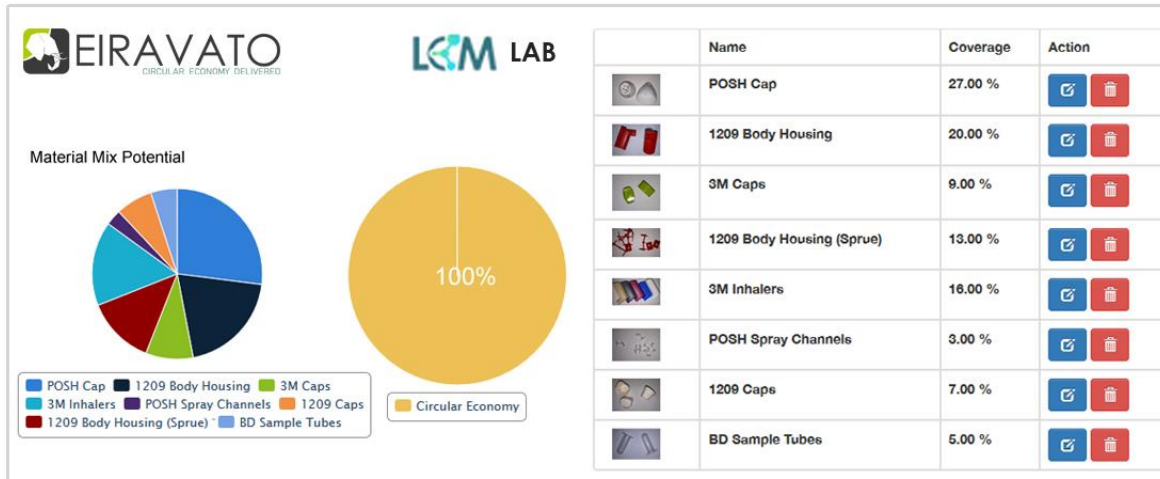 EIRAVATO
CIRCULAR ECONOMY DELIVERED
LCM LAB
Material Mix Potential
100%
POSH Cap 1209 Body Housing 3M Caps
3M Inhalers POSH Spray Channels 1209 Caps
1209 Body Housing (Sprue) BD Sample Tubes
Circular Economy
Name Coverage Action
POSH Cap 27.00 %
1209 Body Housing 20.00 %
3M Caps 9.00 %
1209 Body Housing (Sprue) 13.00 %
3M Inhalers 16.00 %
POSH Spray Channels 3.00 %
1209 Caps 7.00 %
BD Sample Tubes 5.00 %